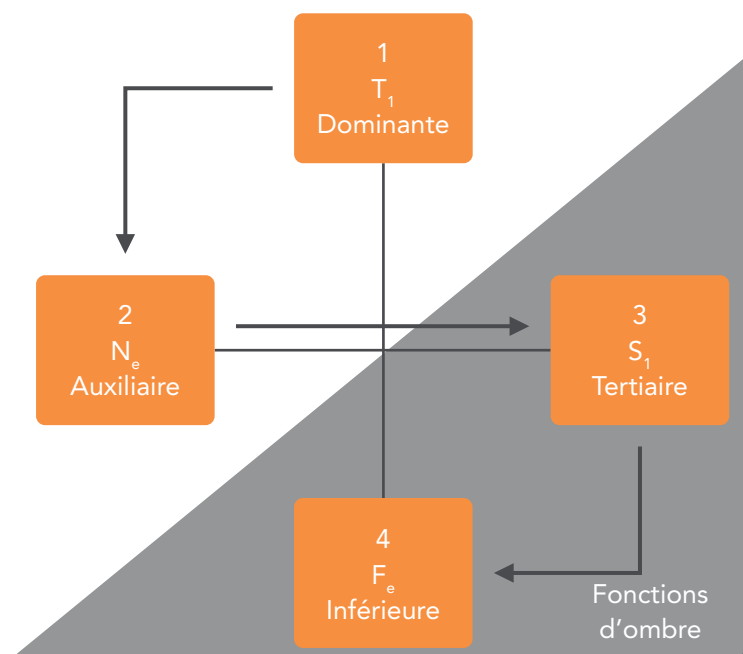 1
T₁
Dominante
2
Nₑ
Auxiliaire
3
S₁
Tertiaire
4
Fₑ
Inférieure
Fonctions
d’ombre